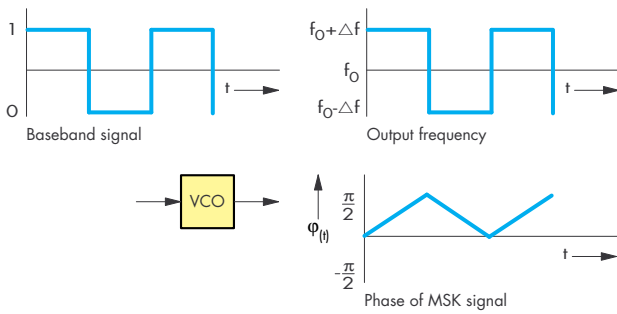 1
0
t
Baseband signal
f₀+△f
f₀
f₀-△f
t
Output frequency
VCO
φ(t)
π/2
-π/2
t
Phase of MSK signal